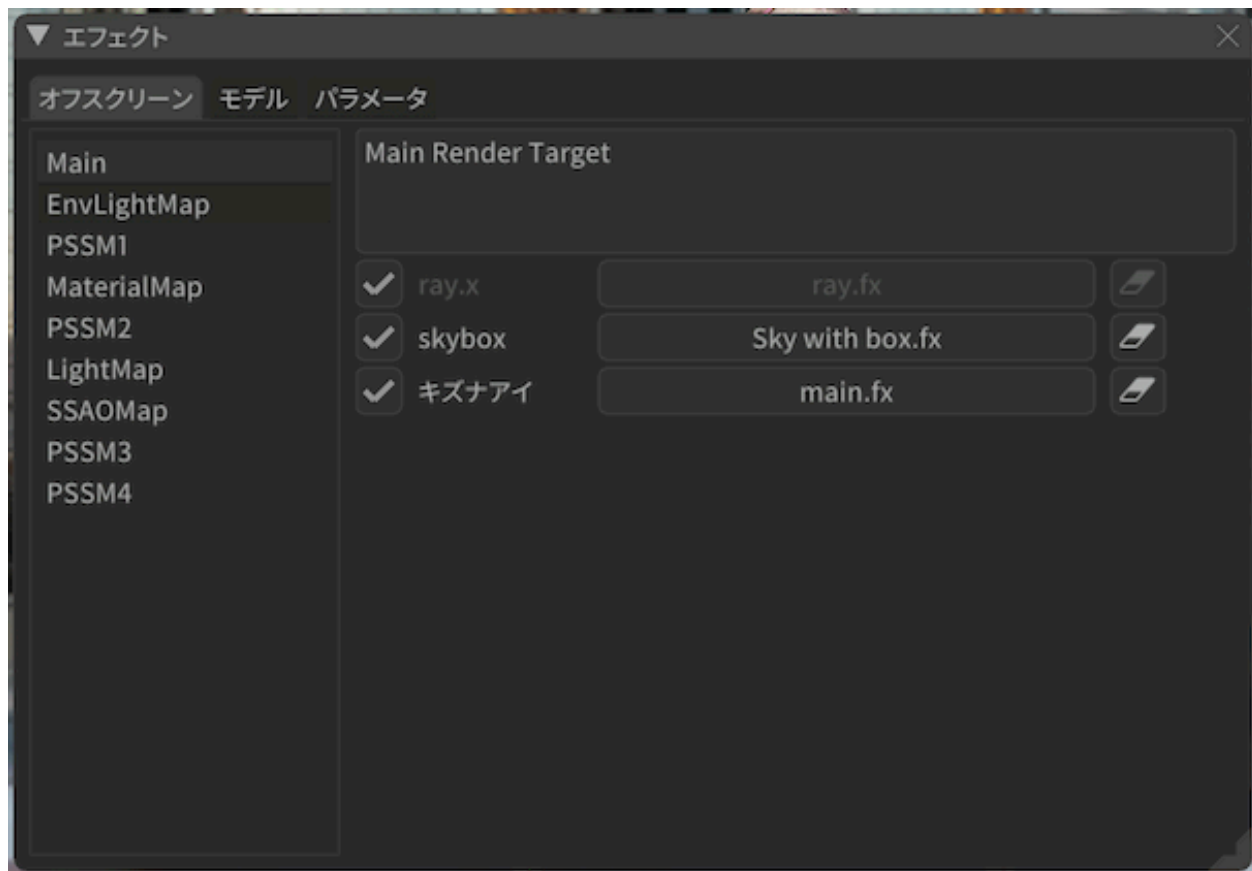 エフェクト
オフスクリーン モデル パラメータ
Main
EnvLightMap
PSSM1
MaterialMap
PSSM2
LightMap
SSAOMap
PSSM3
PSSM4
Main Render Target
ray.x ray.fx
skybox Sky with box.fx
キズナアイ main.fx